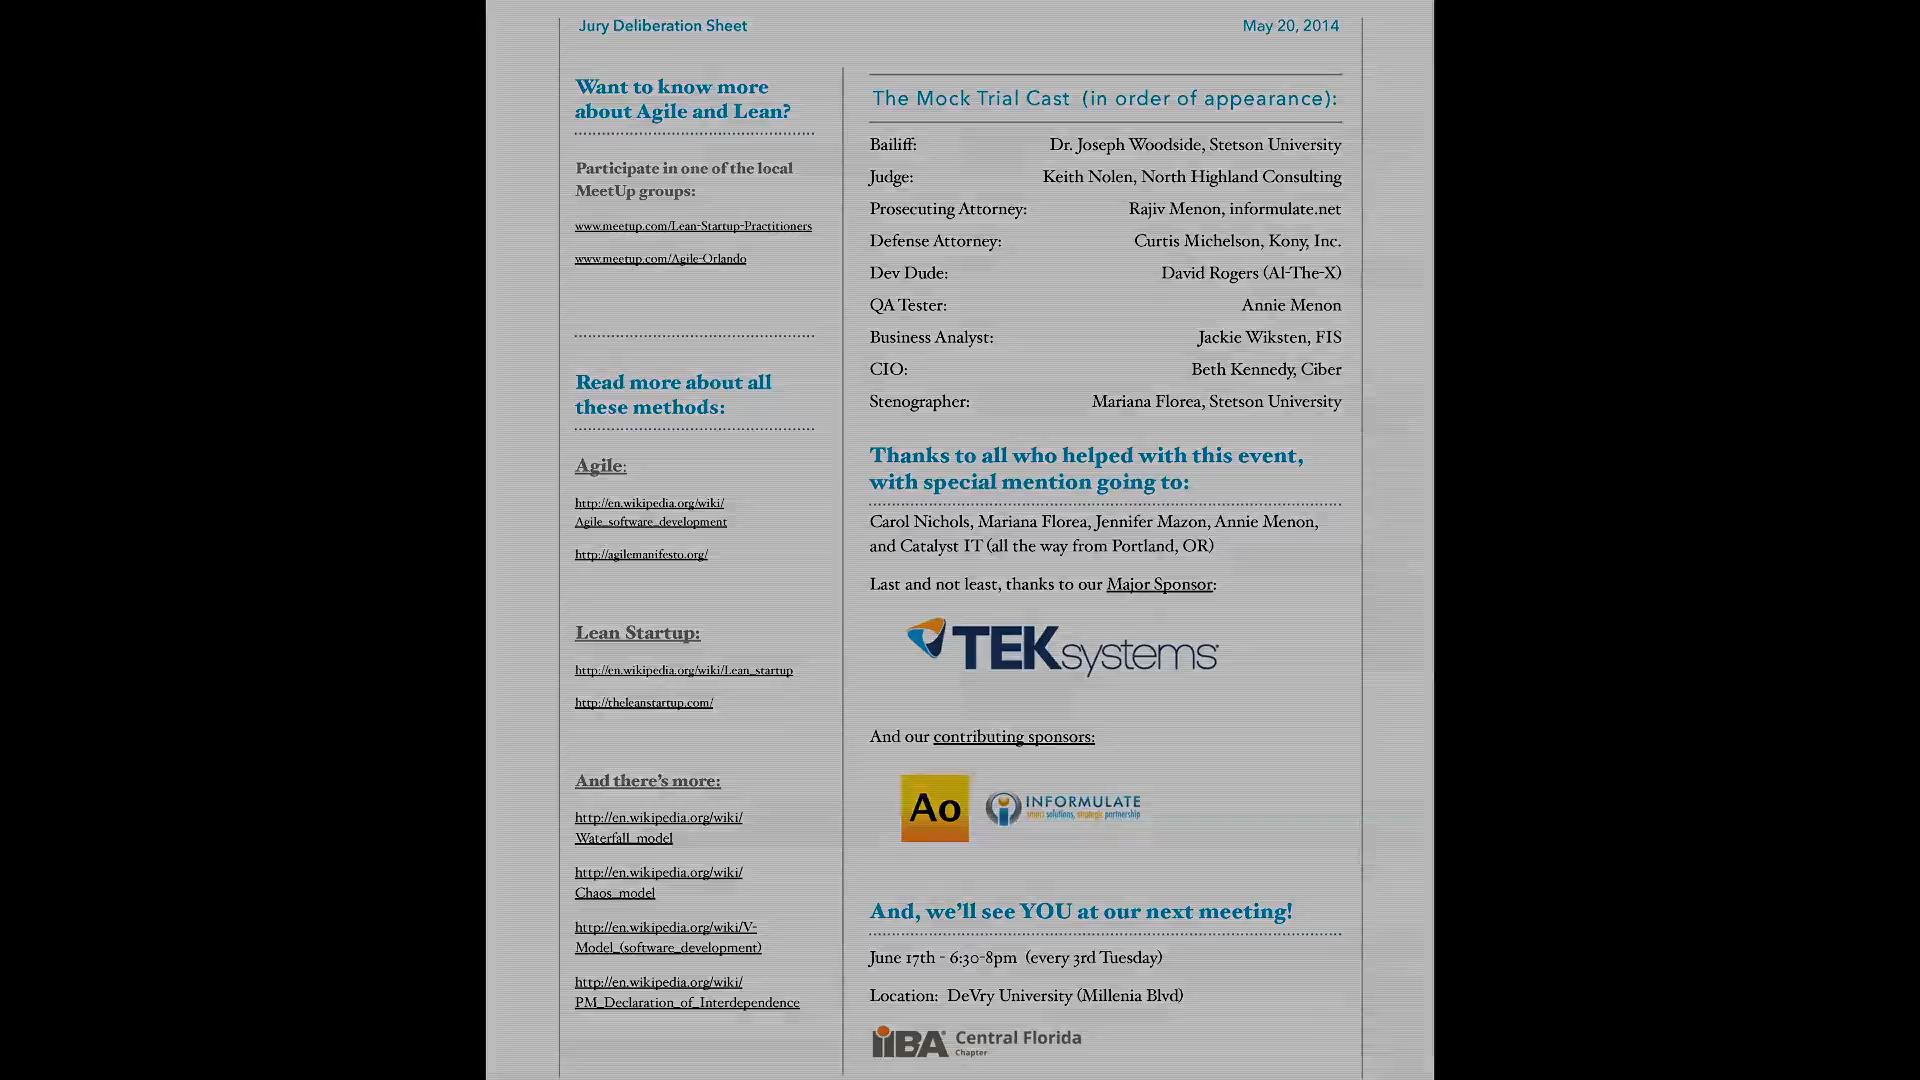 Jury Deliberation Sheet
May 20, 2014
Want to know more
about Agile and Lean?
Participate in one of the local
MeetUp groups:
www.meetup.com/Lean-Startup-Practitioners
www.meetup.com/Agile-Orlando
Read more about all
these methods:
Agile:
http://en.wikipedia.org/wiki/
Agile_software_development
http://agilemanifesto.org/
Lean Startup:
http://en.wikipedia.org/wiki/Lean_startup
http://theleanstartup.com/
And there's more:
http://en.wikipedia.org/wiki/
Waterfall_model
http://en.wikipedia.org/wiki/
Chaos_model
http://en.wikipedia.org/wiki/V-
Model_(software_development)
http://en.wikipedia.org/wiki/
PM_Declaration_of_Interdependence
The Mock Trial Cast (in order of appearance):
Bailiff: Dr. Joseph Woodside, Stetson University
Judge: Keith Nolen, North Highland Consulting
Prosecuting Attorney: Rajiv Menon, informulate.net
Defense Attorney: Curtis Michelson, Kony, Inc.
Dev Dude: David Rogers (Al-The-X)
QA Tester: Annie Menon
Business Analyst: Jackie Wiksten, FIS
CIO: Beth Kennedy, Ciber
Stenographer: Mariana Florea, Stetson University
Thanks to all who helped with this event,
with special mention going to:
Carol Nichols, Mariana Florea, Jennifer Mazon, Annie Menon,
and Catalyst IT (all the way from Portland, OR)
Last and not least, thanks to our Major Sponsor:
TEKsystems
And our contributing sponsors:
Ao
INFORMULATE
smart solutions, strategic partnership
And, we'll see YOU at our next meeting!
June 17th - 6:30-8pm (every 3rd Tuesday)
Location: DeVry University (Millenia Blvd)
iiBA Central Florida
Chapter